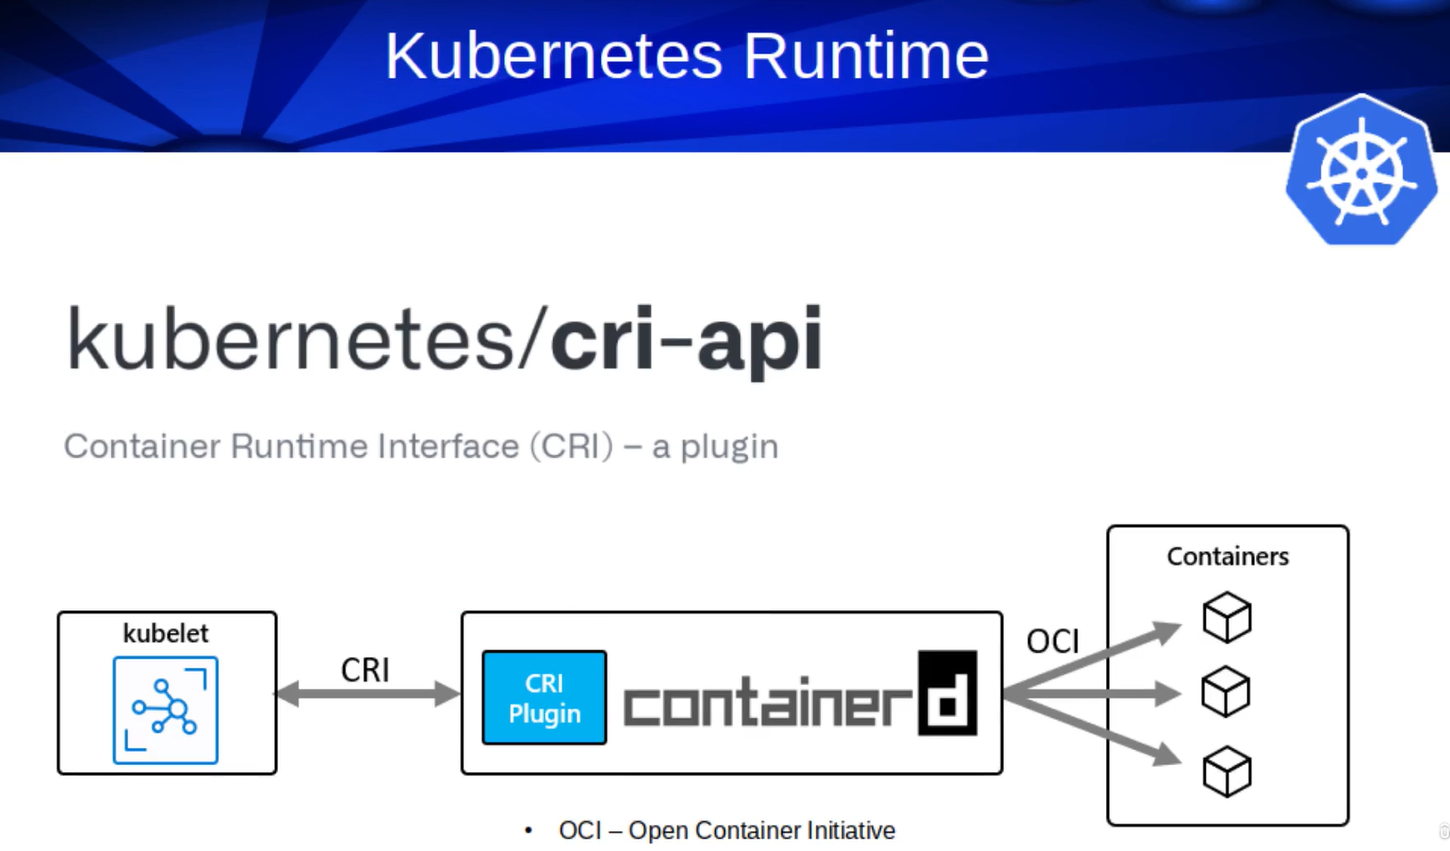 Kubernetes Runtime
kubernetes/cri-api
Container Runtime Interface (CRI) – a plugin
kubelet
CRI
CRI
Plugin
containerd
OCI
Containers
• OCI – Open Container Initiative